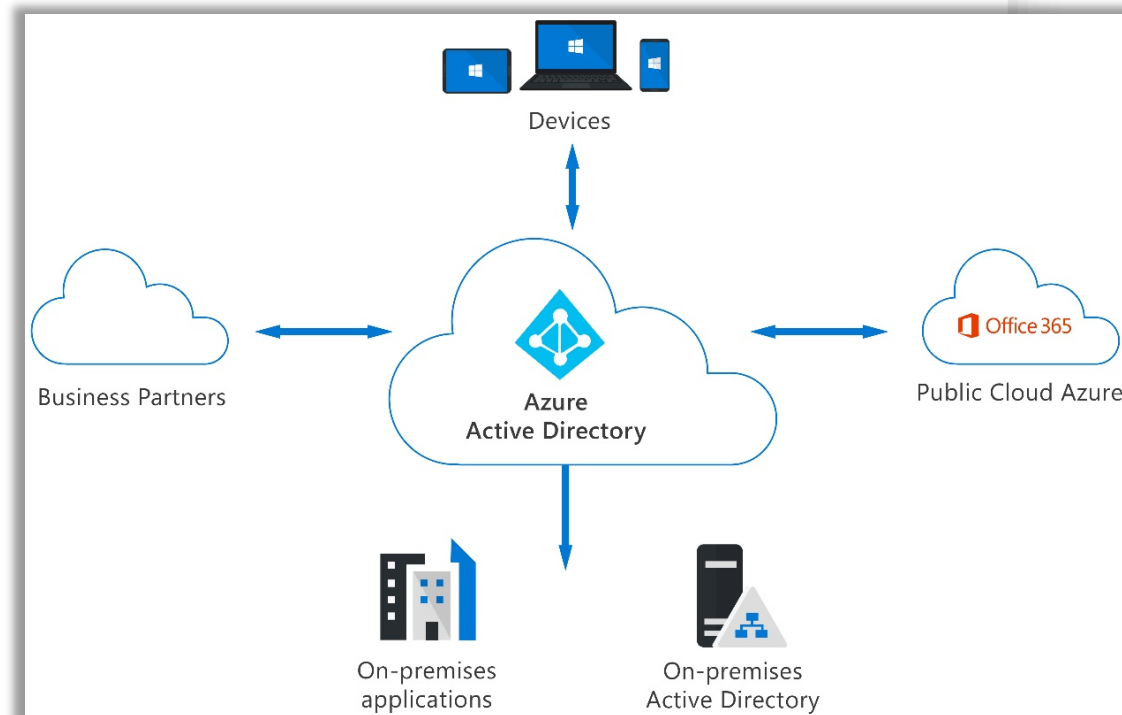 Devices
Office 365
Business Partners
Public Cloud Azure
Azure
Active Directory
On-premises
applications
On-premises
Active Directory